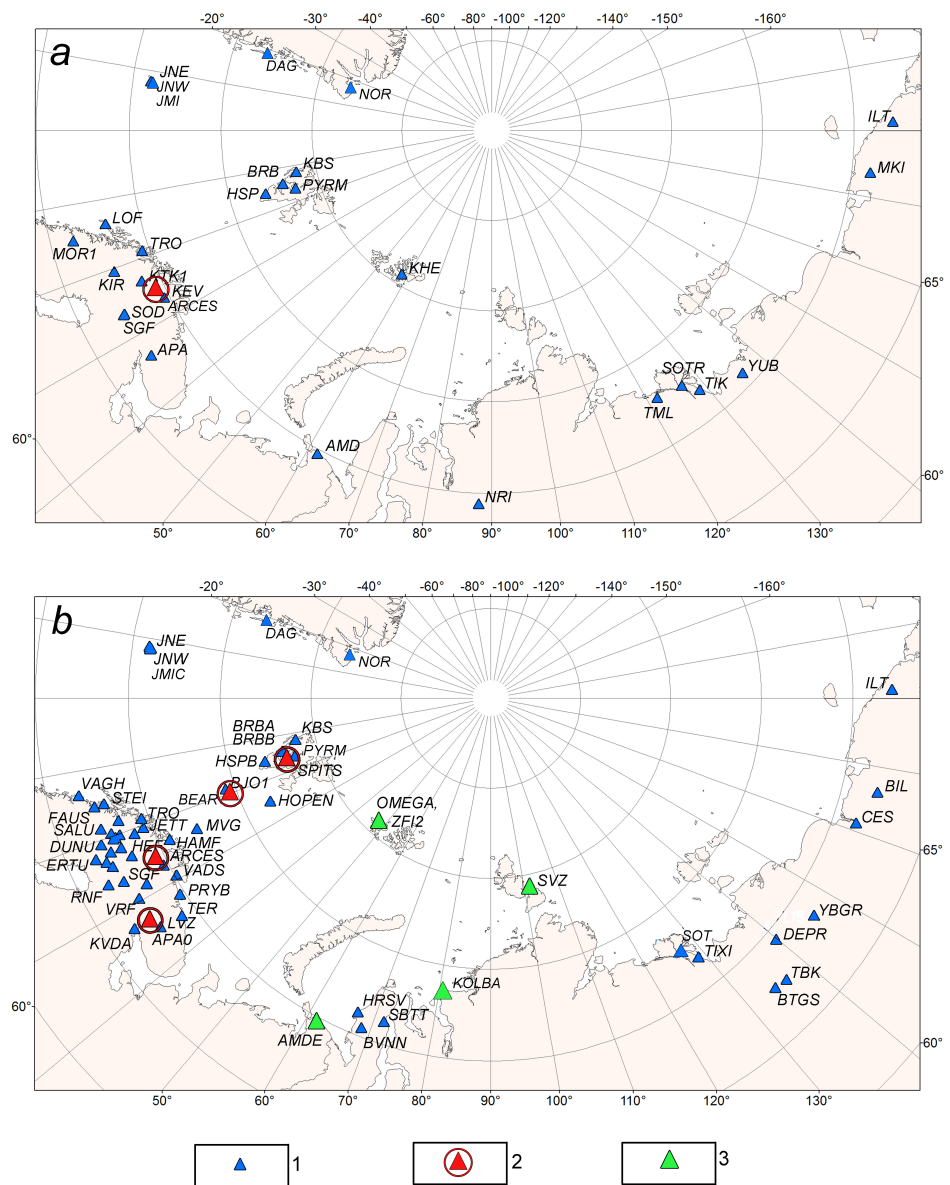 -20° -30° -40° -60° -80° -100° -120° -140° -150° -160°
a
DAG
JNE
JNW
JMI
NOR
ILT
KBS
BRB
PYRM
HSP
MKI
LOF
MOR1
TRO
KHE
KIR
KTK1
KEV
ARCES
65°
SOD
SGF
APA
SOTR
TIK
YUB
TML
60°
AMD
60°
NRI
50° 60° 70° 80° 90° 100° 110° 120° 130°
-20° -30° -40° -60° -80° -100° -120° -140° -150° -160°
b
DAG
JNE
JNW
JMIC
NOR
ILT
BRBA
KBS
BRBB
PYRM
HSPB
SPITS
BJO1
BEAR
HOPEN
VAGH
STEI
BIL
OMEGA,
ZFI2
CES
FAUS
TRO
SALU
JETT
MVG
DUNU
HEF
HAMF
ARCES
65°
ERTU
SGF
VADS
SVZ
RNF
PRYB
VRF
TER
YBGR
LVZ
DEPR
KVDA
APA0
SOT
TIXI
KOLBA
TBK
BTGS
60°
HRSV
SBTT
AMDE
BVNN
60°
50° 60° 70° 80° 90° 100° 110° 120° 130°
1
2
3